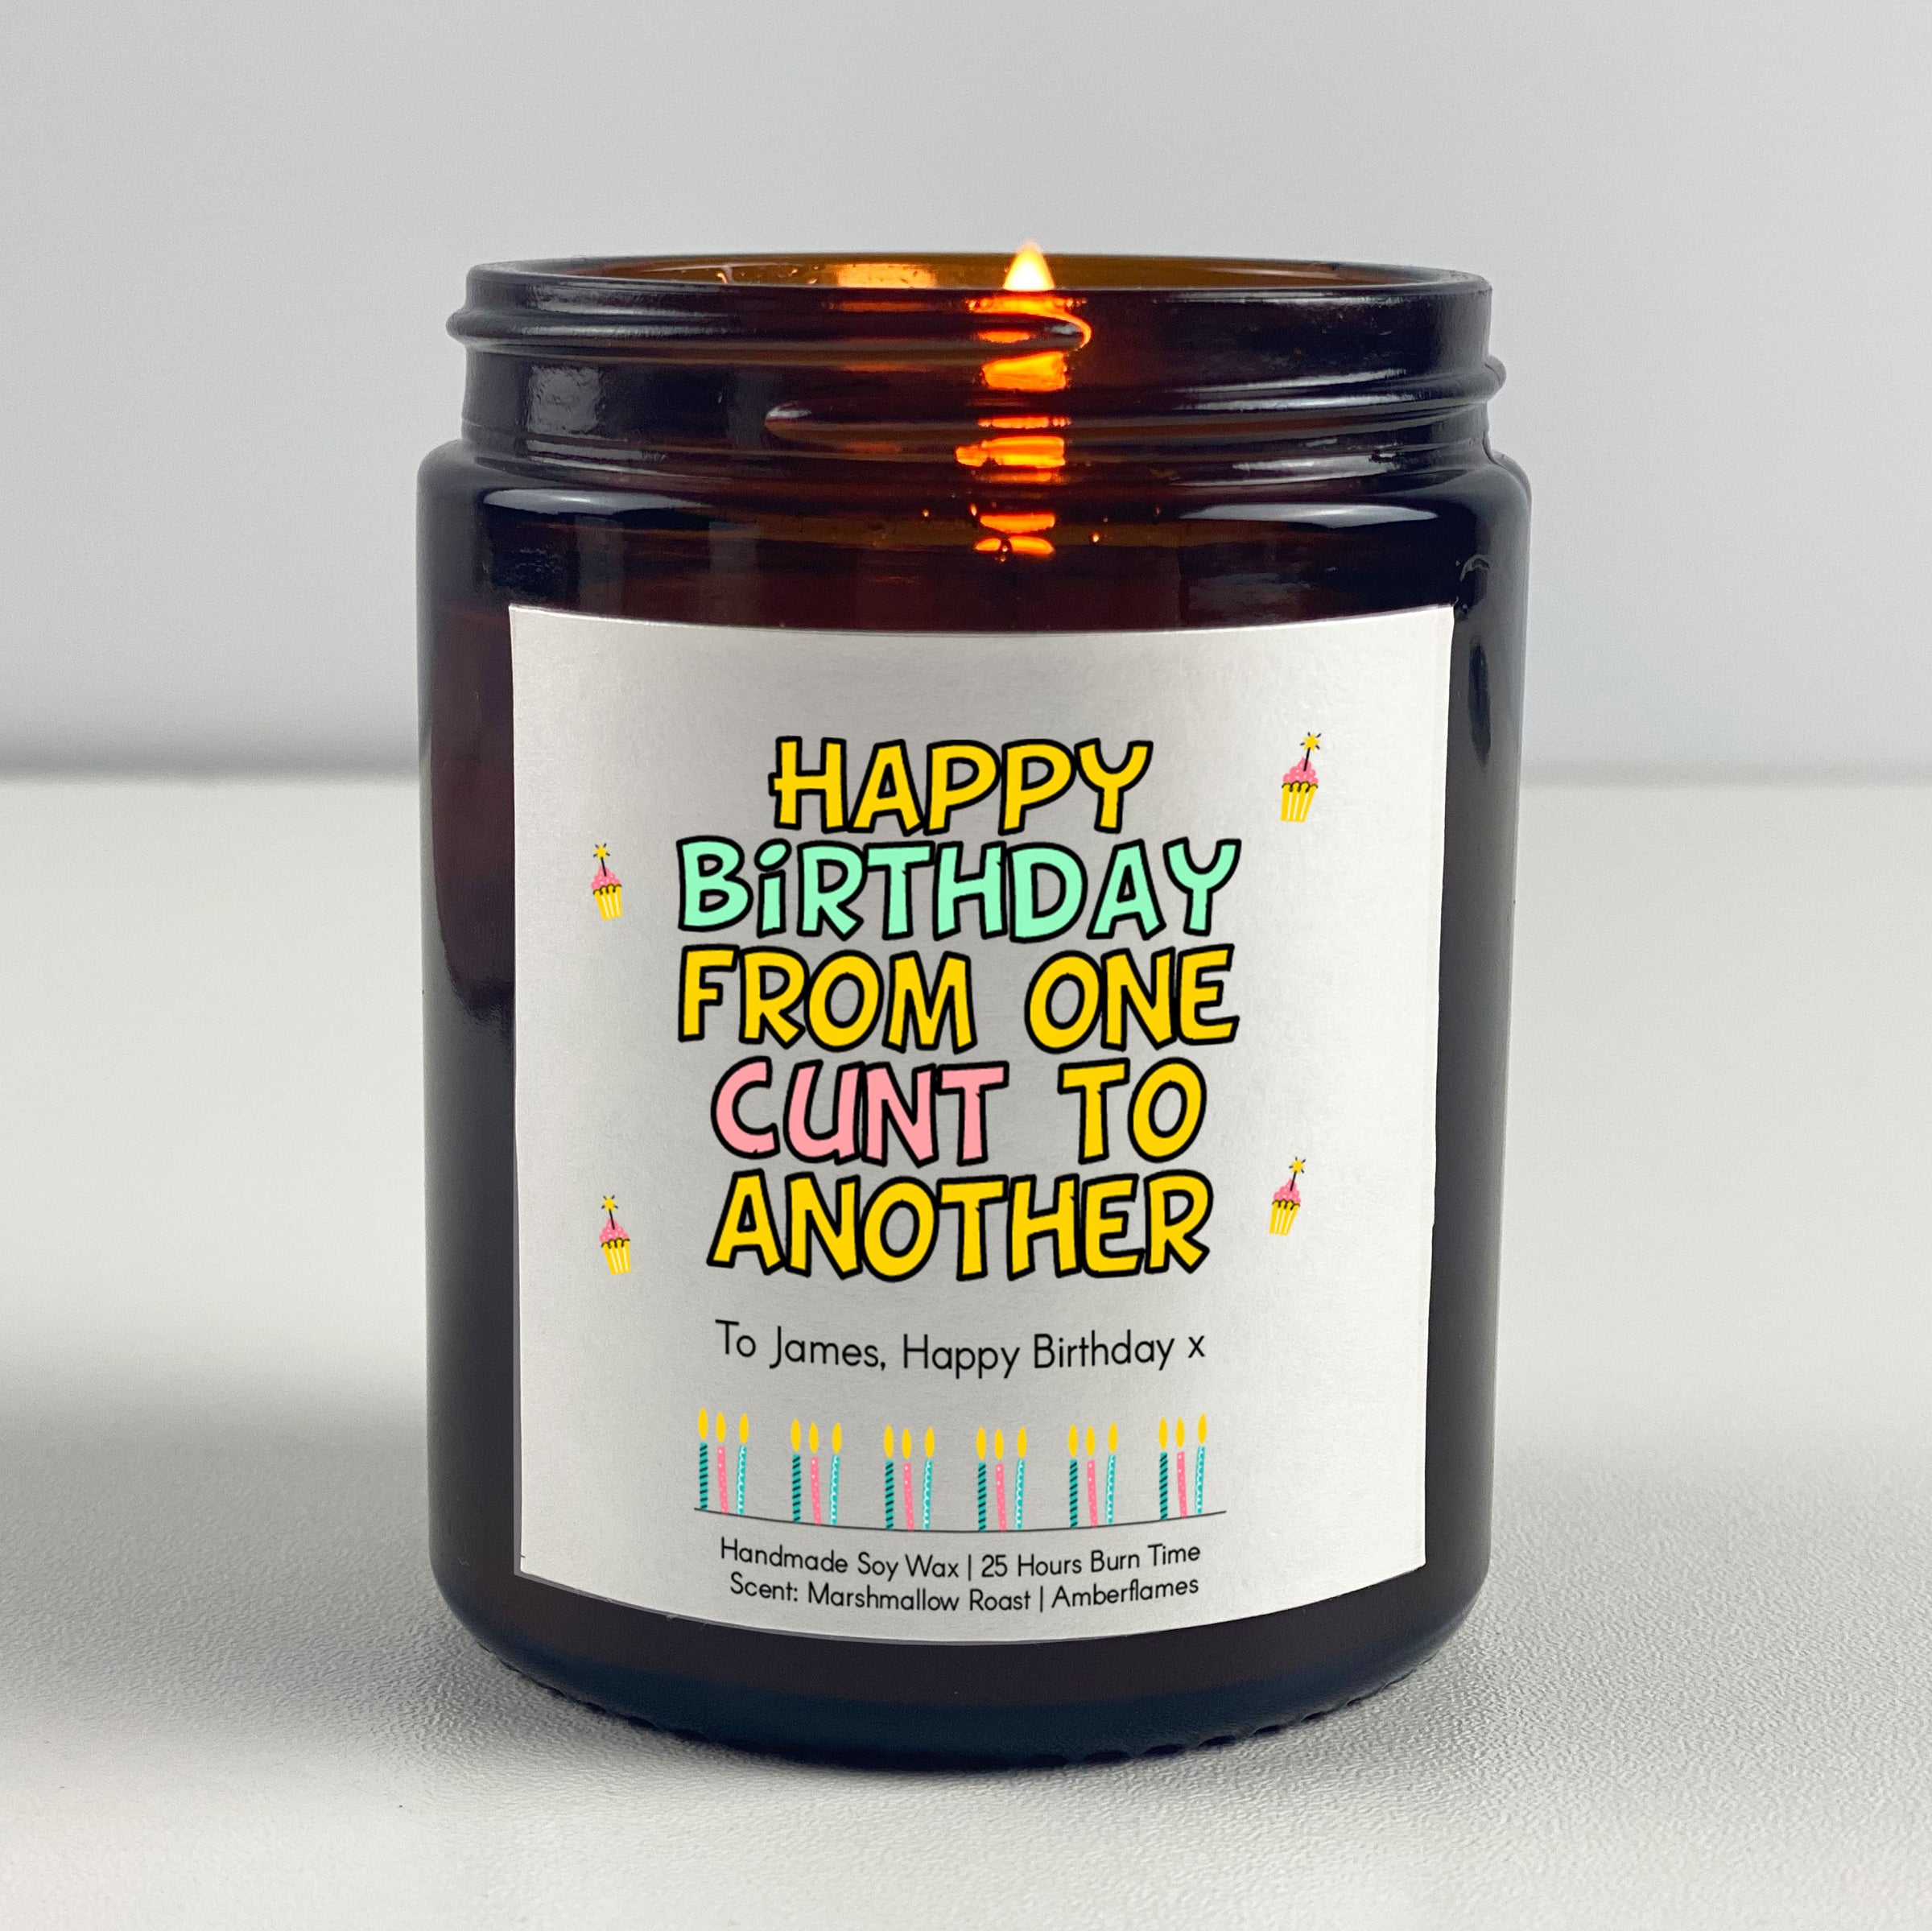 HAPPY
BiRTHDAY
FROM ONE
CUNT TO
ANOTHER
To James, Happy Birthday x
Handmade Soy Wax | 25 Hours Burn Time
Scent: Marshmallow Roast | Amberflames